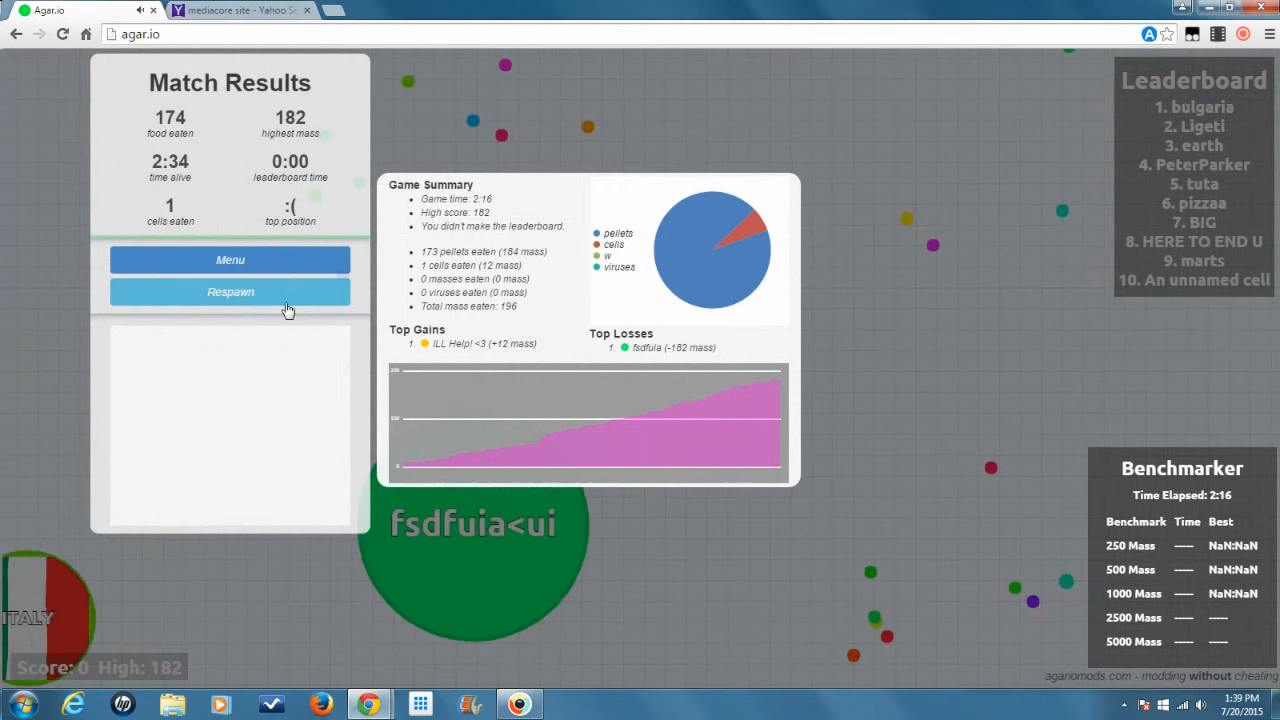 Agar.io
mediacore site - Yahoo Se
agar.io
Match Results
174
food eaten
182
highest mass
2:34
time alive
0:00
leaderboard time
1
cells eaten
:(
top position
Menu
Respawn
Game Summary
Game time: 2:16
High score: 182
You didn't make the leaderboard.
173 pellets eaten (184 mass)
1 cells eaten (12 mass)
0 masses eaten (0 mass)
0 viruses eaten (0 mass)
Total mass eaten: 196
pellets
cells
w
viruses
Top Gains
1. ILL Help! <3 (+12 mass)
Top Losses
1. fsdfuia (-182 mass)
200
100
0
Leaderboard
1. bulgaria
2. Ligeti
3. earth
4. PeterParker
5. tuta
6. pizzaa
7. BIG
8. HERE TO END U
9. marts
10. An unnamed cell
fsdfuia<ui
ITALY
Score: 0 High: 182
Benchmarker
Time Elapsed: 2:16
Benchmark Time Best
250 Mass ---- NaN:NaN
500 Mass ---- NaN:NaN
1000 Mass ---- NaN:NaN
2500 Mass ---- ----
5000 Mass ---- ----
agariomods.com - modding without cheating
hp
1:39 PM
7/20/2015